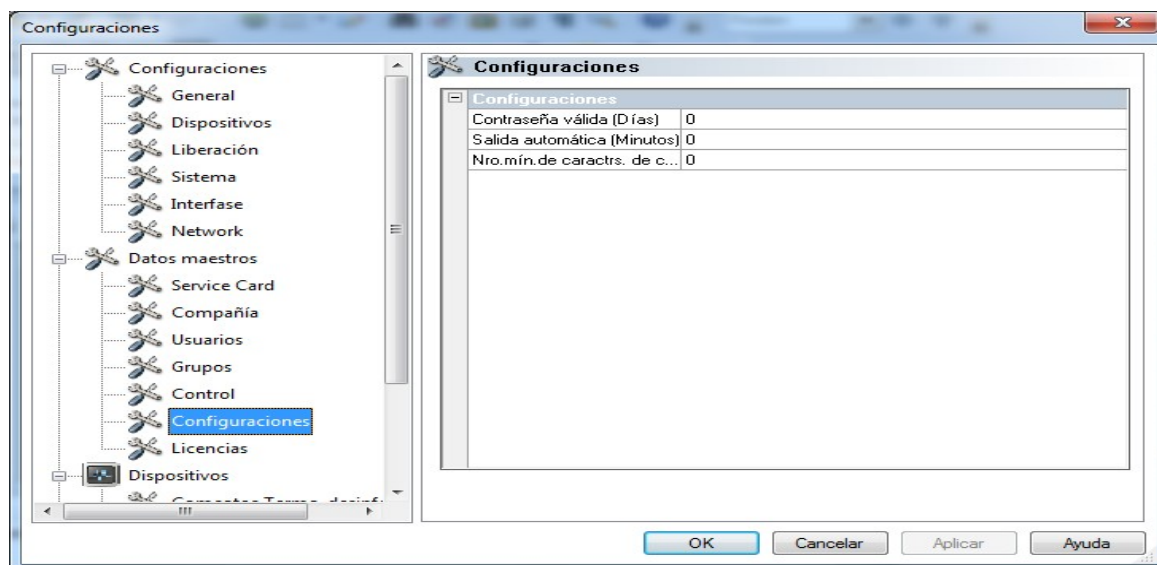 Configuraciones
Configuraciones
General
Dispositivos
Liberación
Sistema
Interfase
Network
Datos maestros
Service Card
Compañía
Usuarios
Grupos
Control
Configuraciones
Licencias
Dispositivos
Configuraciones
Configuraciones
Contraseña válida (Días) 0
Salida automática (Minutos) 0
Nro.mín.de caractrs. de c... 0
OK Cancelar Aplicar Ayuda